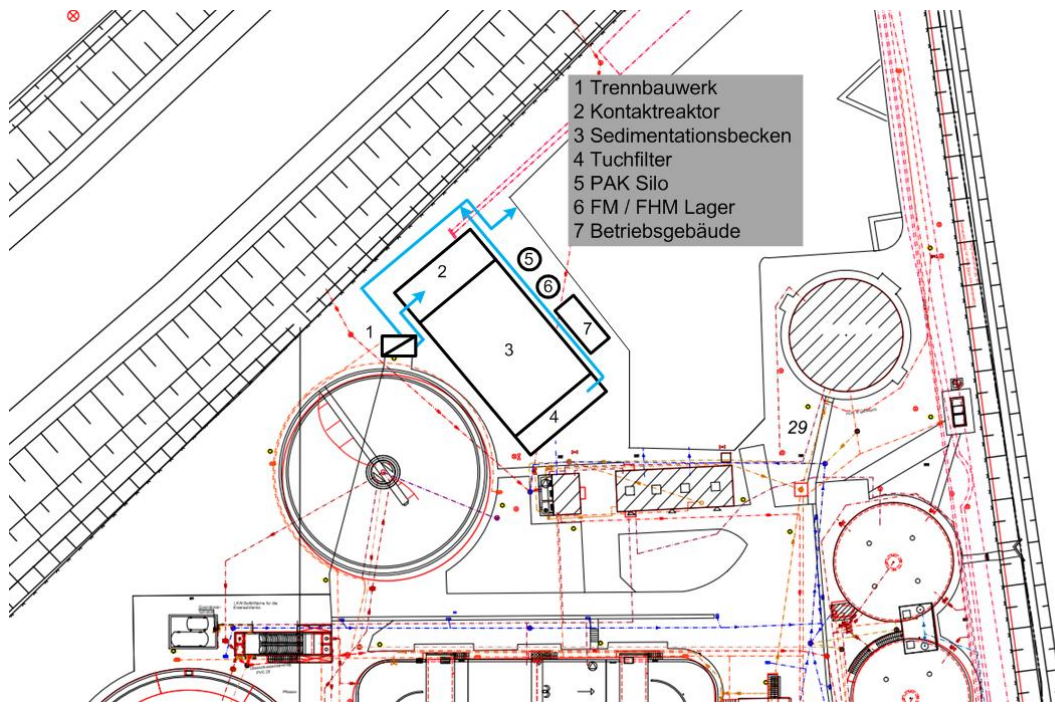 1 Trennbauwerk
2 Kontaktreaktor
3 Sedimentationsbecken
4 Tuchfilter
5 PAK Silo
6 FM / FHM Lager
7 Betriebsgebäude
5
2
6
7
1
3
4
29